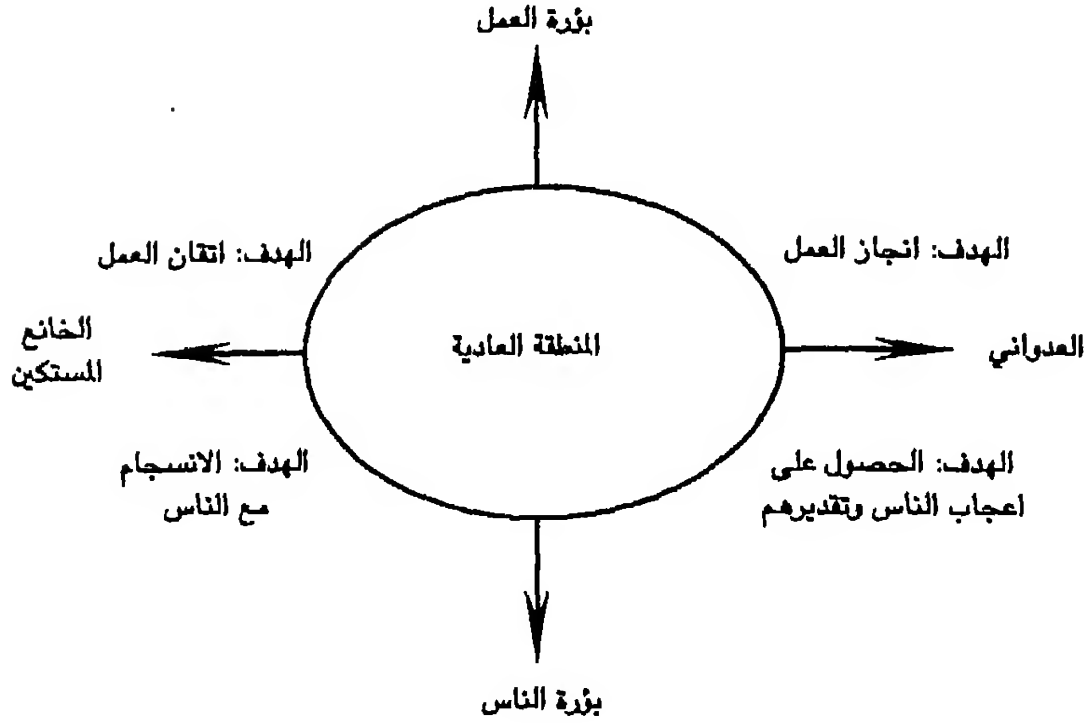 بؤرة العمل
الهدف: انجاز العمل
الهدف: اتقان العمل
العدواني
المنطقة العادية
الخانع
المستكين
الهدف: الحصول على
اعجاب الناس وتقديرهم
الهدف: الانسجام
مع الناس
بؤرة الناس